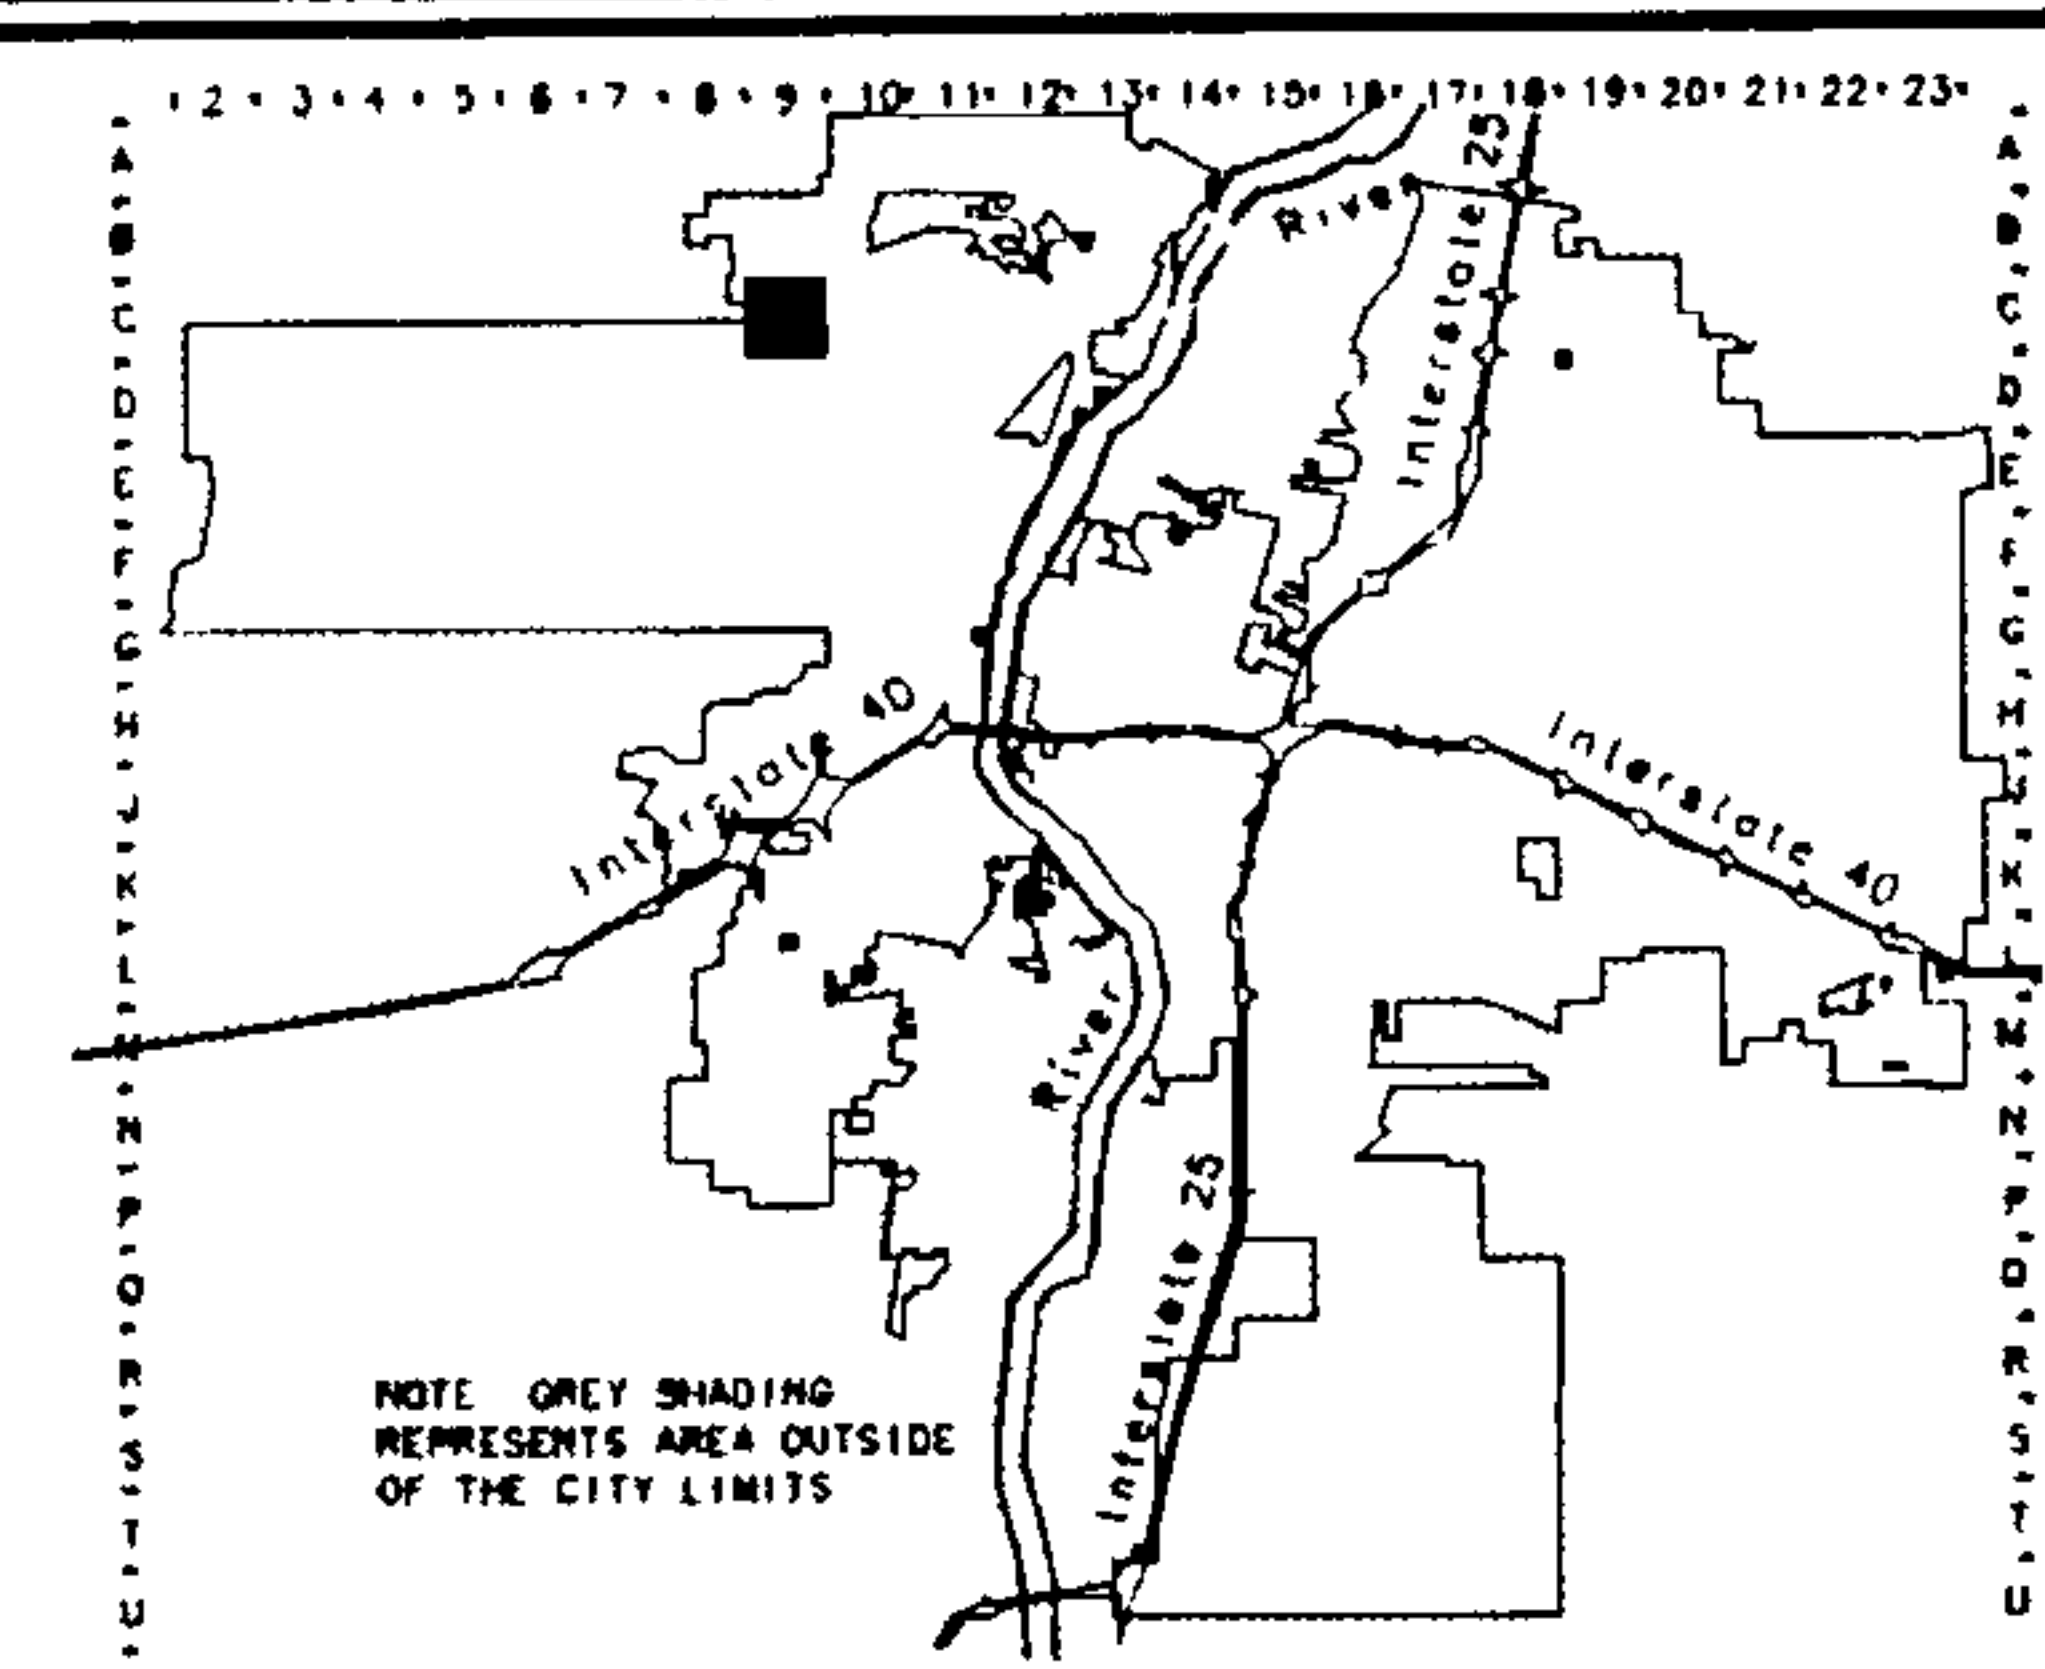 2 3 4 5 6 7 8 9 10 11 12 13 14 15 16 17 18 19 20 21 22 23
A A
B B
C C
D D
E E
F F
G G
H H
J J
K K
L L
M M
N N
P P
Q Q
R R
S S
T T
U U
River
Interstate 25
Interstate 40
Interstate 40
River
Interstate 25
NOTE GREY SHADING
REPRESENTS AREA OUTSIDE
OF THE CITY LIMITS